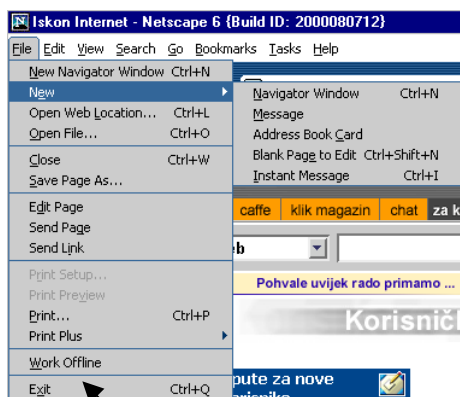 Iskon Internet - Netscape 6 {Build ID: 2000080712}
File Edit View Search Go Bookmarks Tasks Help
New Navigator Window Ctrl+N
New
Open Web Location... Ctrl+L
Open File... Ctrl+O
Close Ctrl+W
Save Page As...
Edit Page
Send Page
Send Link
Print Setup...
Print Preview
Print... Ctrl+P
Print Plus
Work Offline
Exit Ctrl+Q
Navigator Window Ctrl+N
Message
Address Book Card
Blank Page to Edit Ctrl+Shift+N
Instant Message Ctrl+I
caffe klik magazin chat za k
eb
Pohvale uvijek rado primamo ...
Korisničk
pute za nove